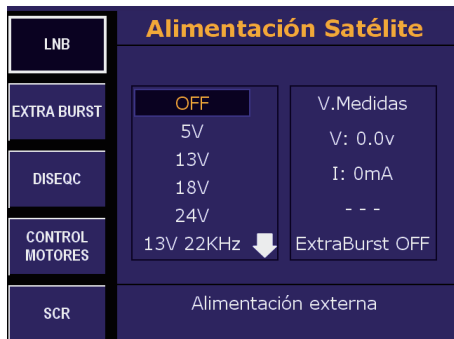 LNB
EXTRA BURST
DISEQC
CONTROL
MOTORES
SCR
Alimentación Satélite
OFF
5V
13V
18V
24V
13V 22KHz
V.Medidas
V: 0.0v
I: 0mA
- - -
ExtraBurst OFF
Alimentación externa